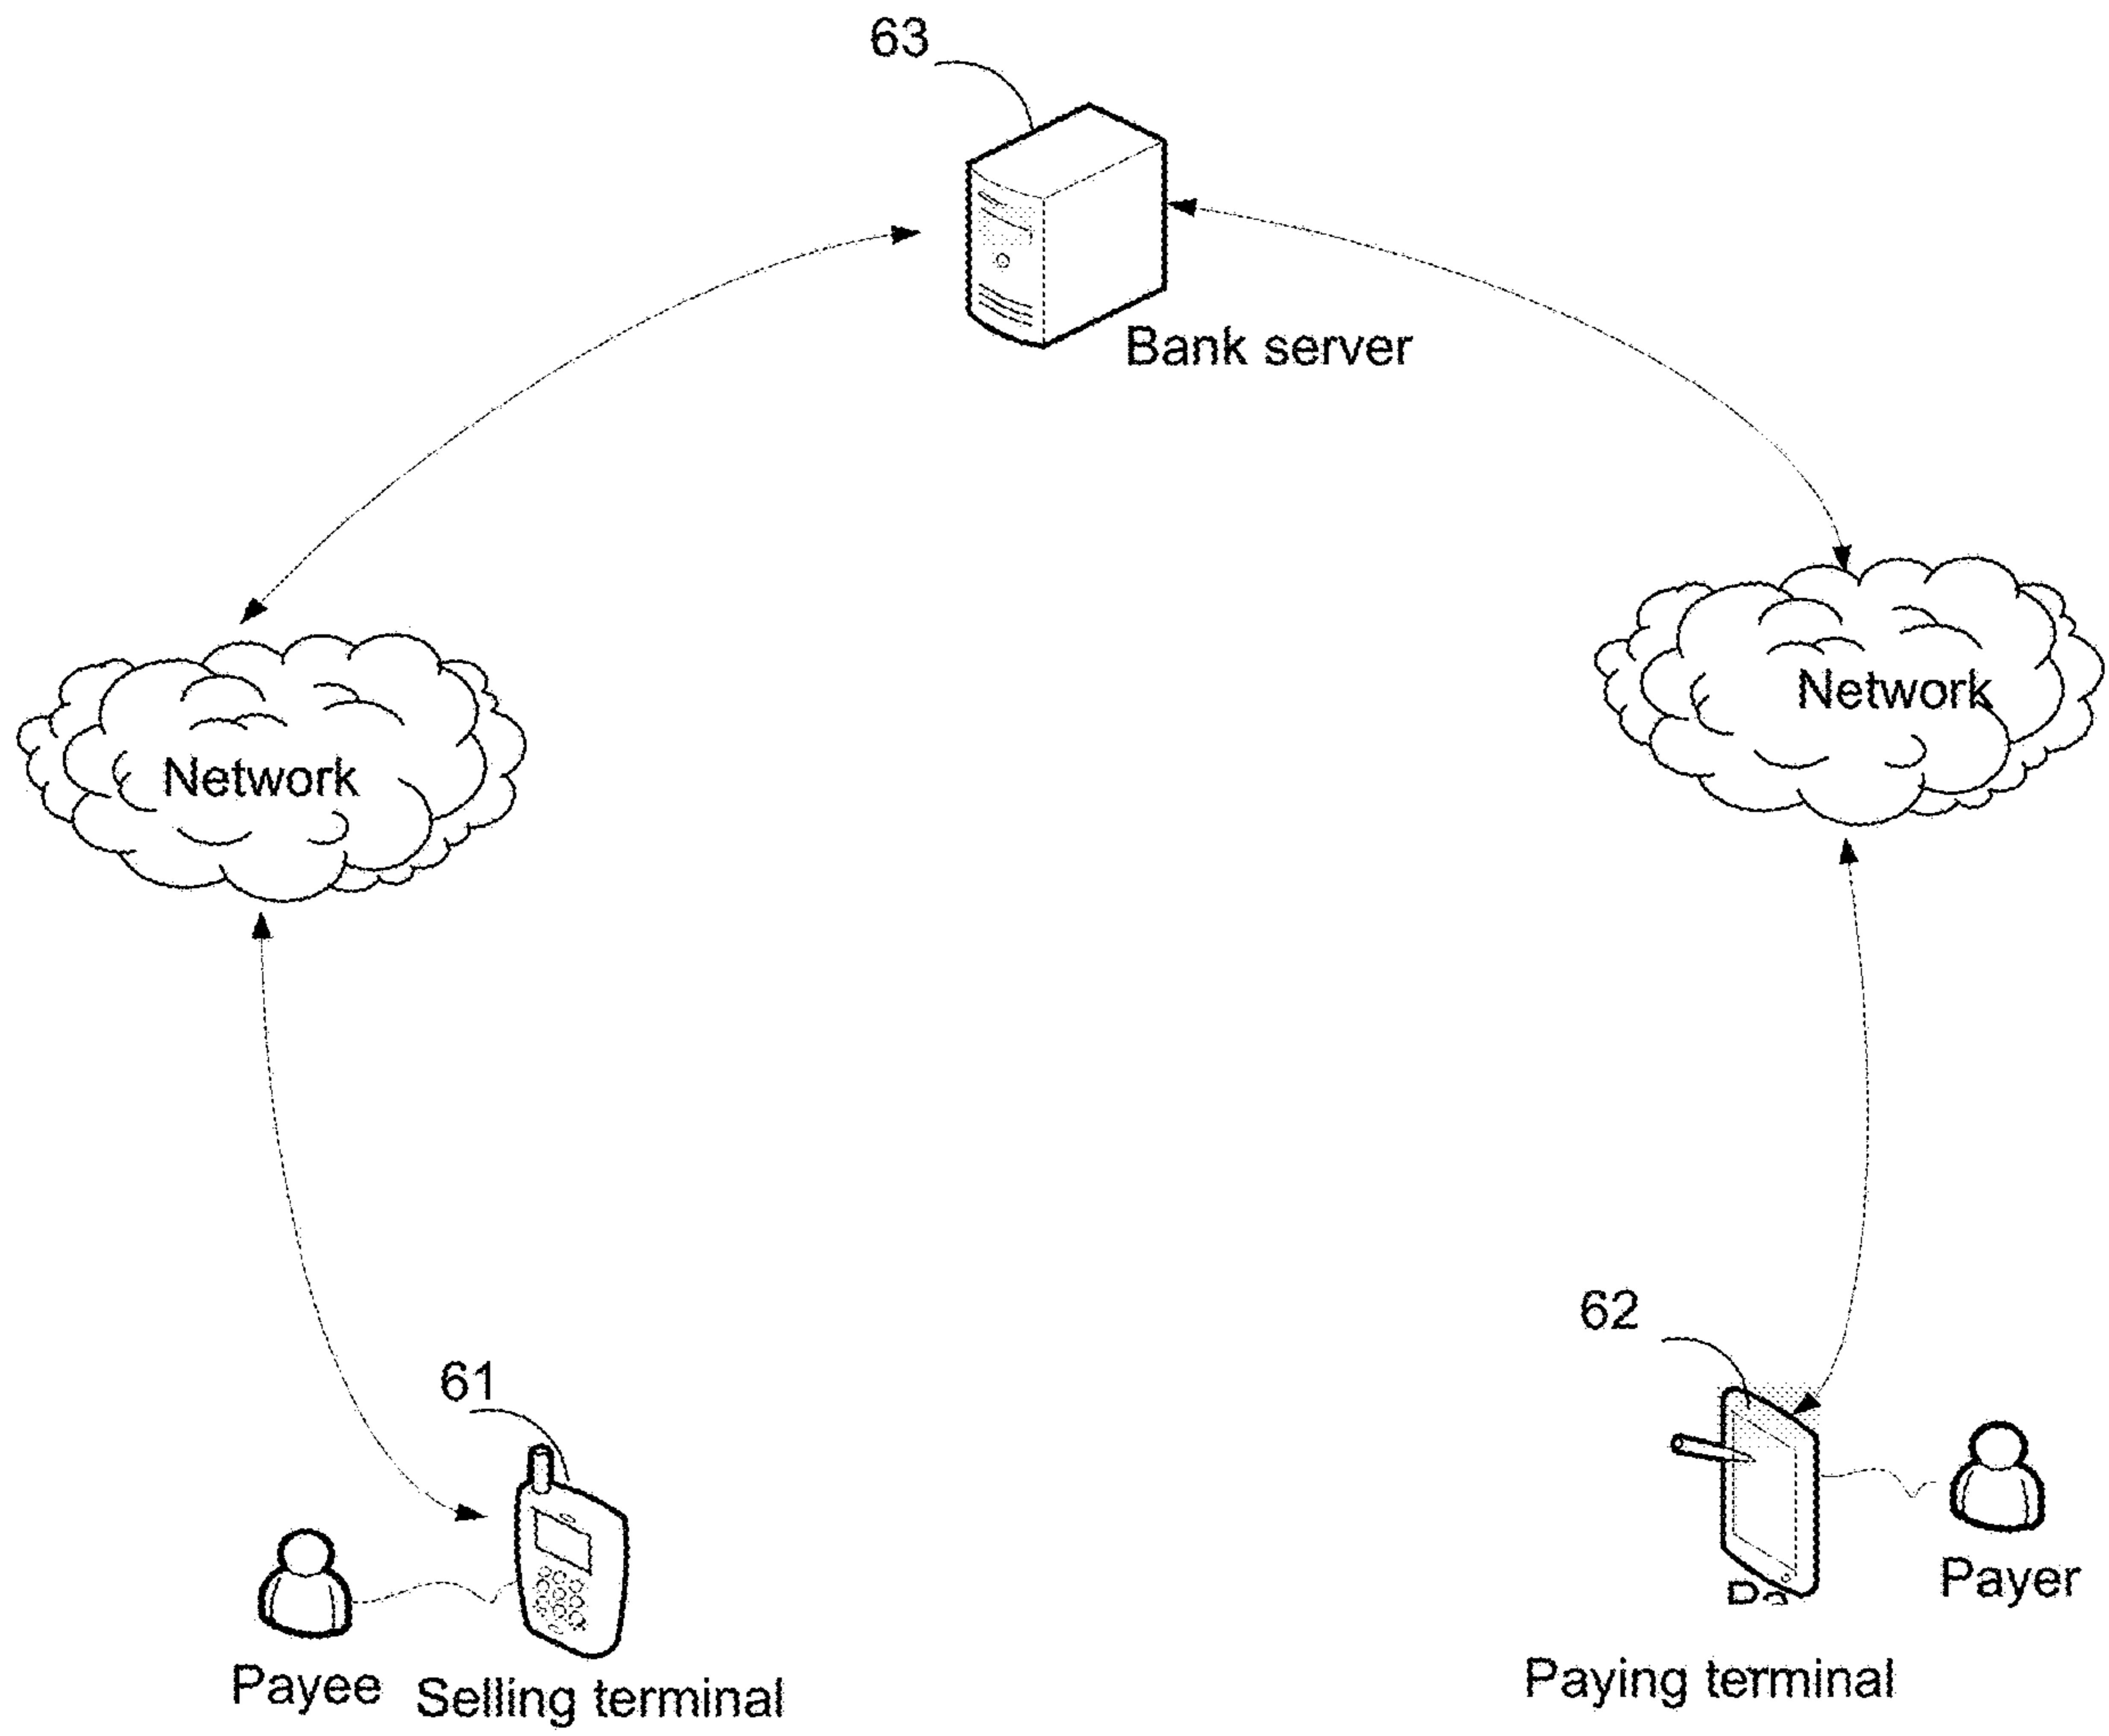 63
Bank server
Network
Network
62
61
Payer
Payee
Selling terminal
Paying terminal